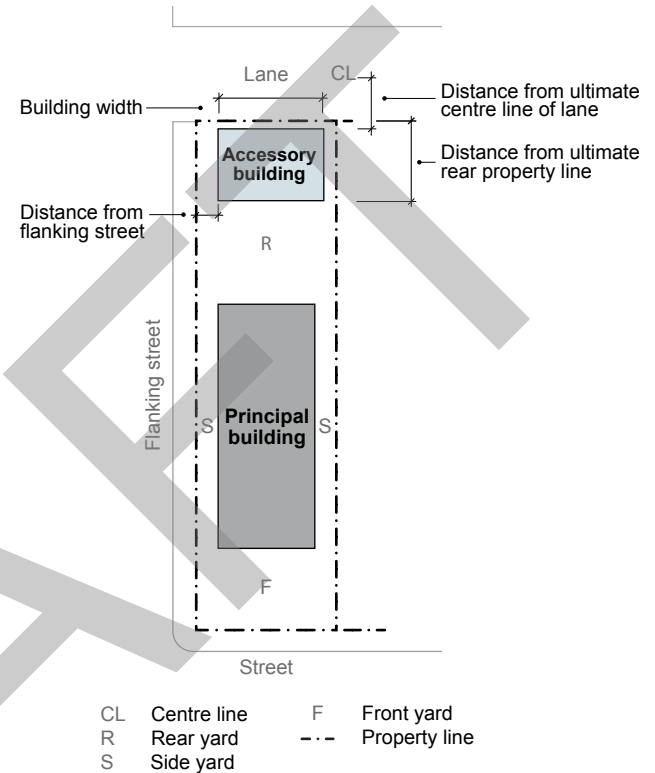 Lane
CL
Building width
Distance from ultimate
centre line of lane
Accessory
building
Distance from ultimate
rear property line
Distance from
flanking street
R
Flanking street
S
Principal
building
S
F
Street
CL Centre line
R Rear yard
S Side yard
F Front yard
Property line